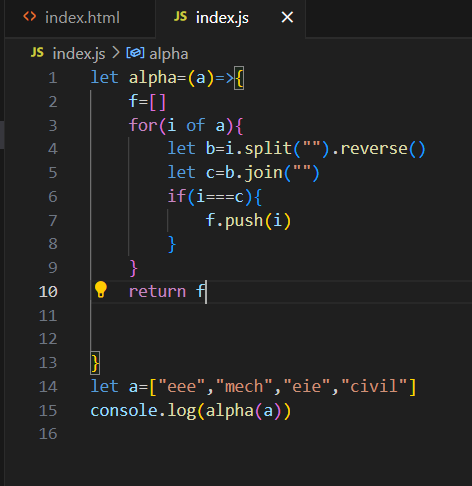 <> index.html
JS index.js ×
JS index.js > alpha
1 let alpha=(a)=>{
2     f=[]
3     for(i of a){
4         let b=i.split("").reverse()
5         let c=b.join("")
6         if(i===c){
7             f.push(i)
8         }
9     }
10     return f
11
12
13 }
14 let a=["eee","mech","eie","civil"]
15 console.log(alpha(a))
16